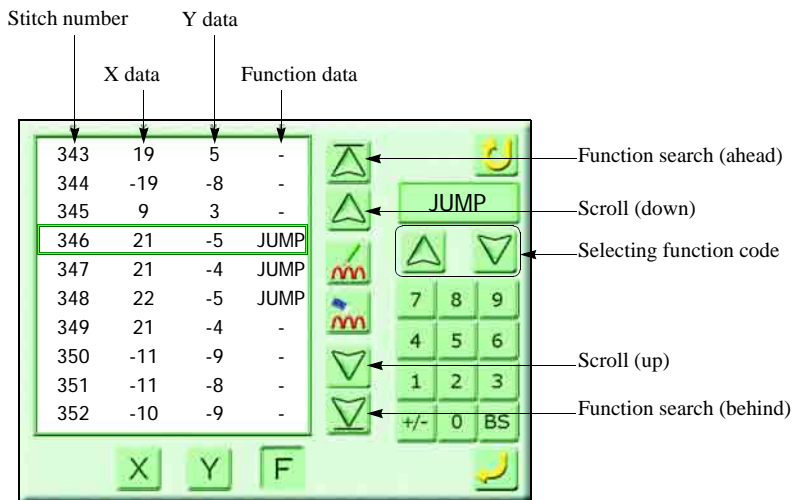 Stitch number
Y data
X data
Function data
343 19 5 -
344 -19 -8 -
345 9 3 -
346 21 -5 JUMP
347 21 -4 JUMP
348 22 -5 JUMP
349 21 -4 -
350 -11 -9 -
351 -11 -8 -
352 -10 -9 -
X Y F
JUMP
7 8 9
4 5 6
1 2 3
+/- 0 BS
Function search (ahead)
Scroll (down)
Selecting function code
Scroll (up)
Function search (behind)